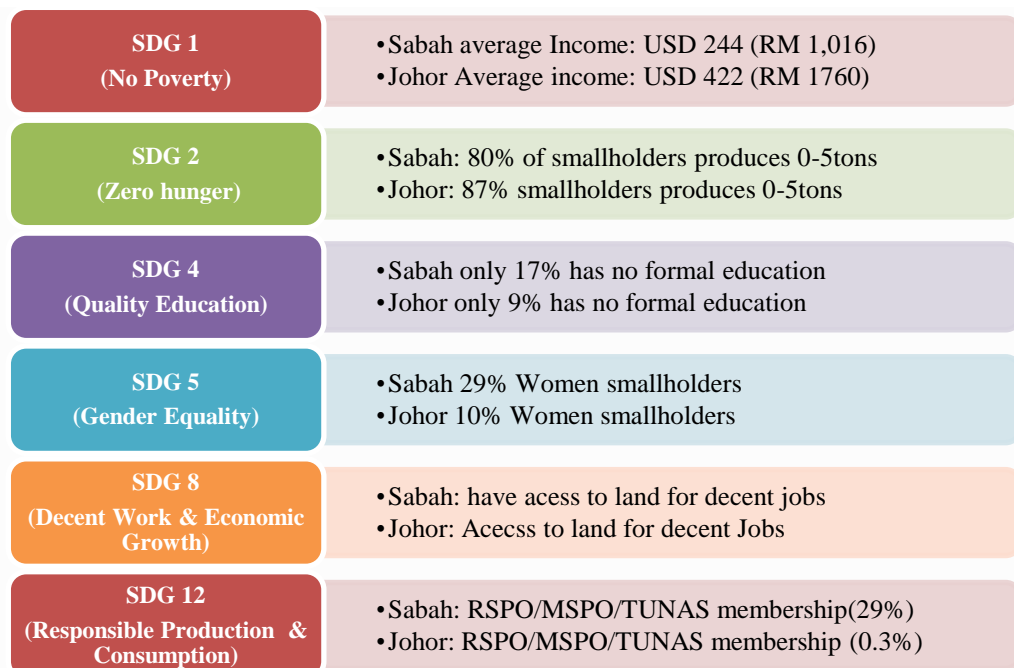 SDG 1
(No Poverty)
•Sabah average Income: USD 244 (RM 1,016)
•Johor Average income: USD 422 (RM 1760)
SDG 2
(Zero hunger)
•Sabah: 80% of smallholders produces 0-5tons
•Johor: 87% smallholders produces 0-5tons
SDG 4
(Quality Education)
•Sabah only 17% has no formal education
•Johor only 9% has no formal education
SDG 5
(Gender Equality)
•Sabah 29% Women smallholders
•Johor 10% Women smallholders
SDG 8
(Decent Work & Economic
Growth)
•Sabah: have acess to land for decent jobs
•Johor: Acecss to land for decent Jobs
SDG 12
(Responsible Production &
Consumption)
•Sabah: RSPO/MSPO/TUNAS membership(29%)
•Johor: RSPO/MSPO/TUNAS membership (0.3%)